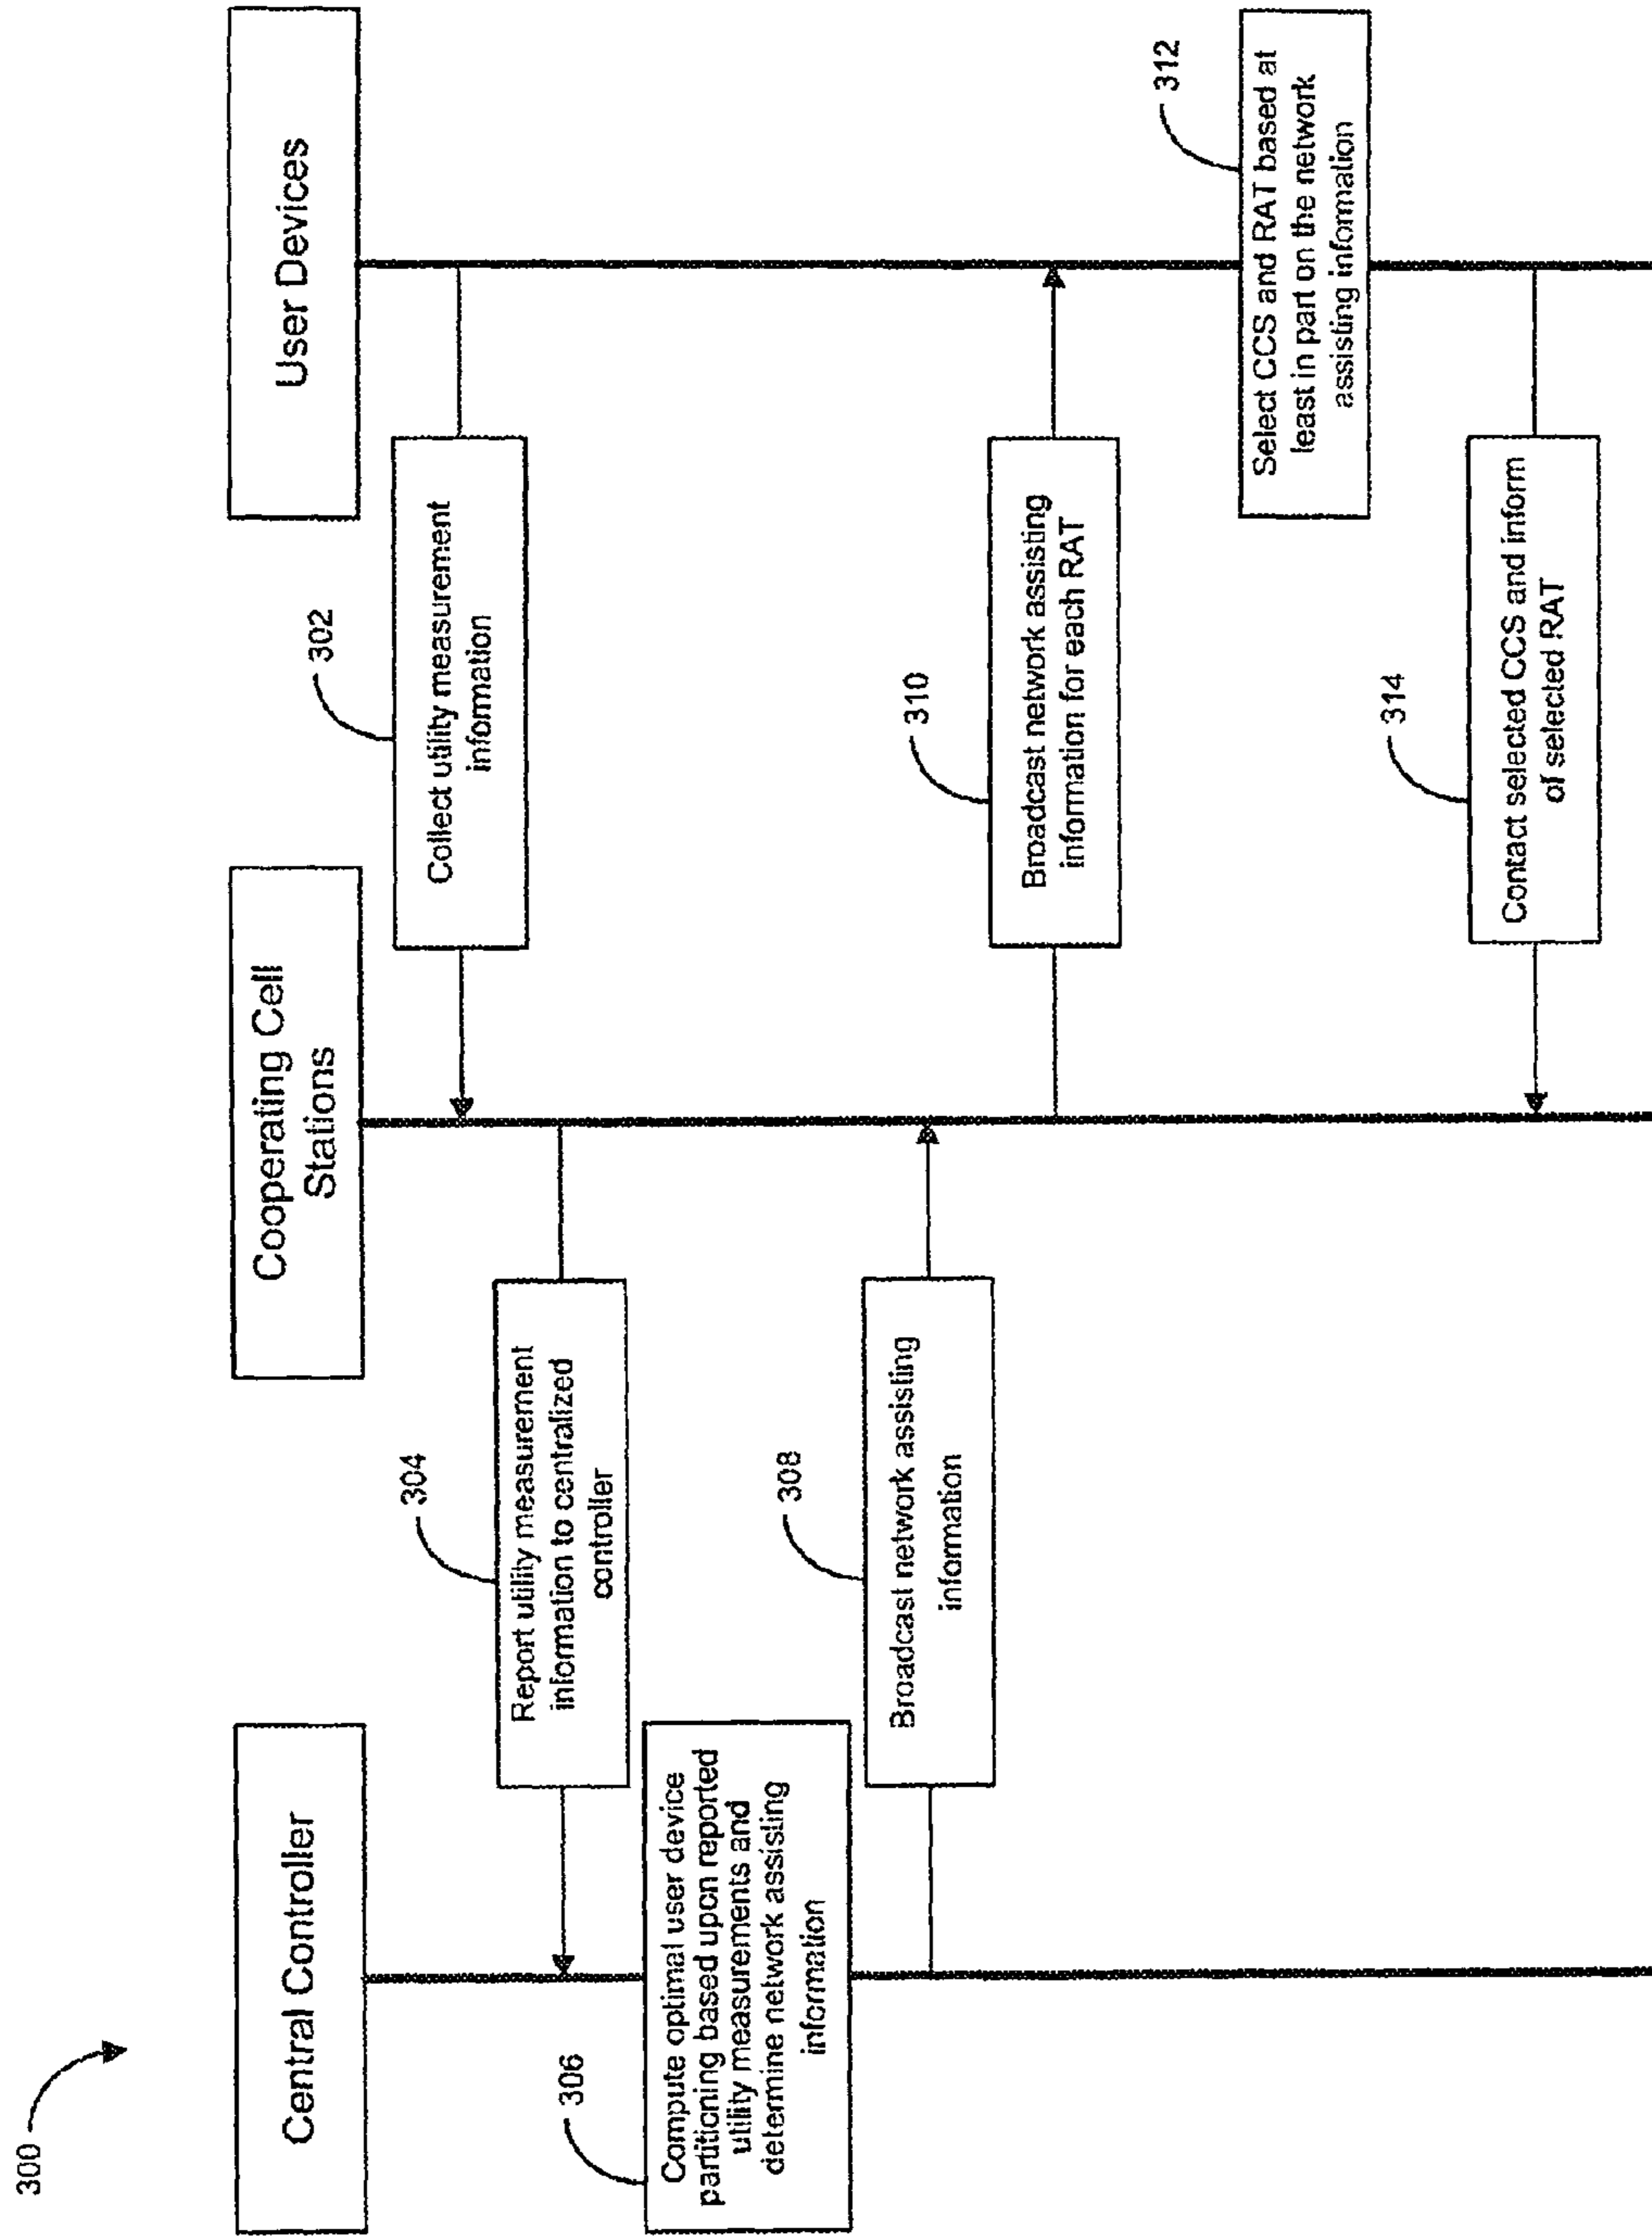 300
Central Controller
Cooperating Cell
Stations
User Devices
302
Collect utility measurement
information
304
Report utility measurement
information to centralized
controller
306
Compute optimal user device
partitioning based upon reported
utility measurements and
determine network assisting
information
308
Broadcast network assisting
information
310
Broadcast network assisting
information for each RAT
312
Select CCS and RAT based at
least in part on the network
assisting information
314
Contact selected CCS and inform
of selected RAT